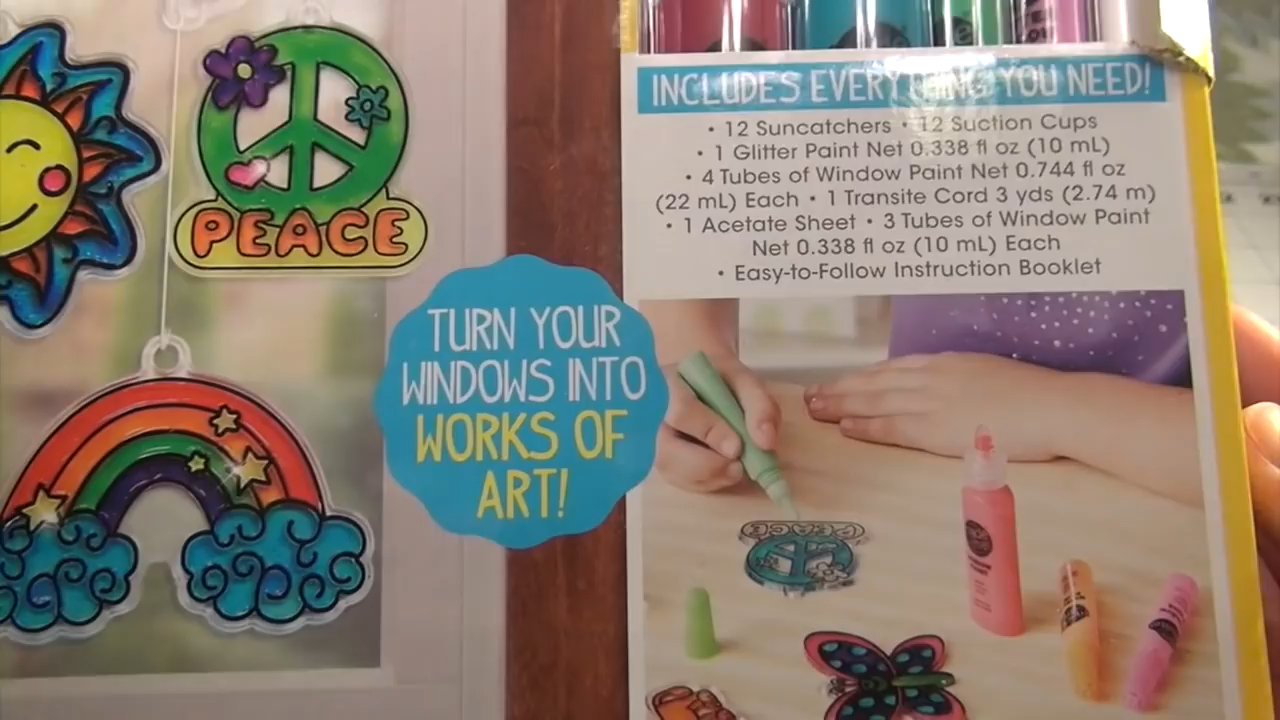 PEACE
TURN YOUR
WINDOWS INTO
WORKS OF
ART!
INCLUDES EVERYTHING YOU NEED!
• 12 Suncatchers • 12 Suction Cups
• 1 Glitter Paint Net 0.338 fl oz (10 mL)
• 4 Tubes of Window Paint Net 0.744 fl oz
(22 mL) Each • 1 Transite Cord 3 yds (2.74 m)
• 1 Acetate Sheet • 3 Tubes of Window Paint
Net 0.338 fl oz (10 mL) Each
• Easy-to-Follow Instruction Booklet
PEACE